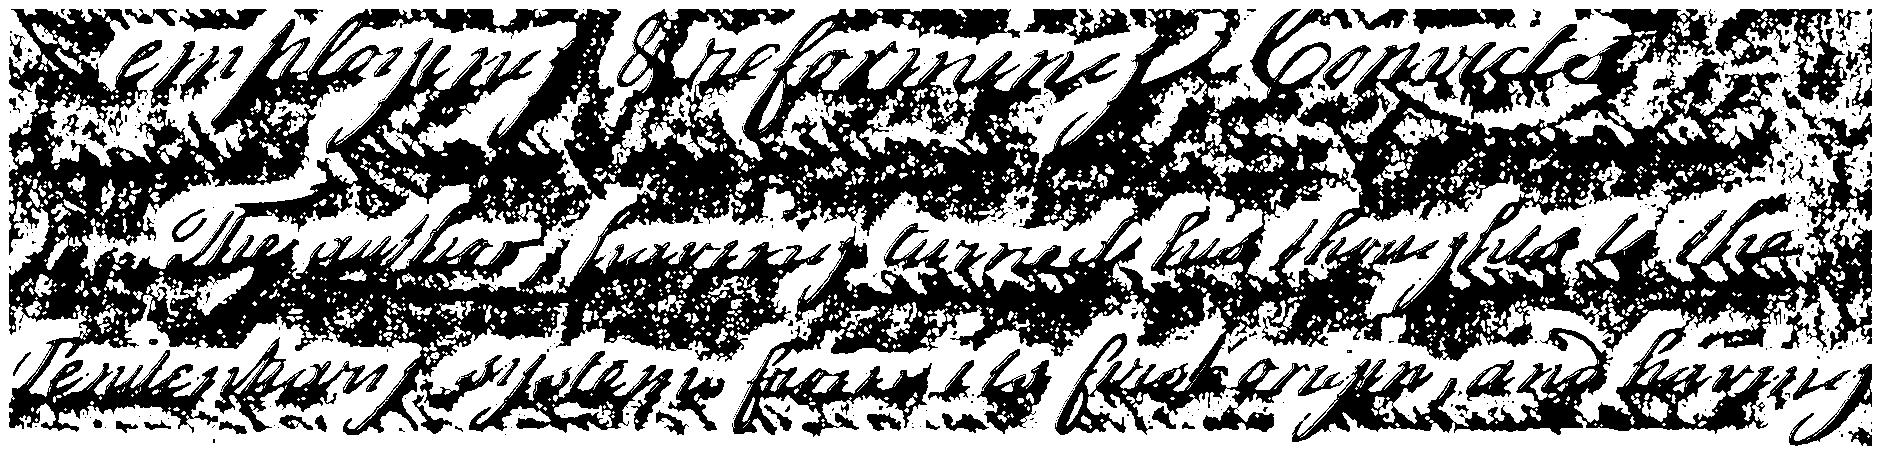 employing & reforming Convicts
The author, having turned his thoughts to the
Penitentiary system from its first origin, and having